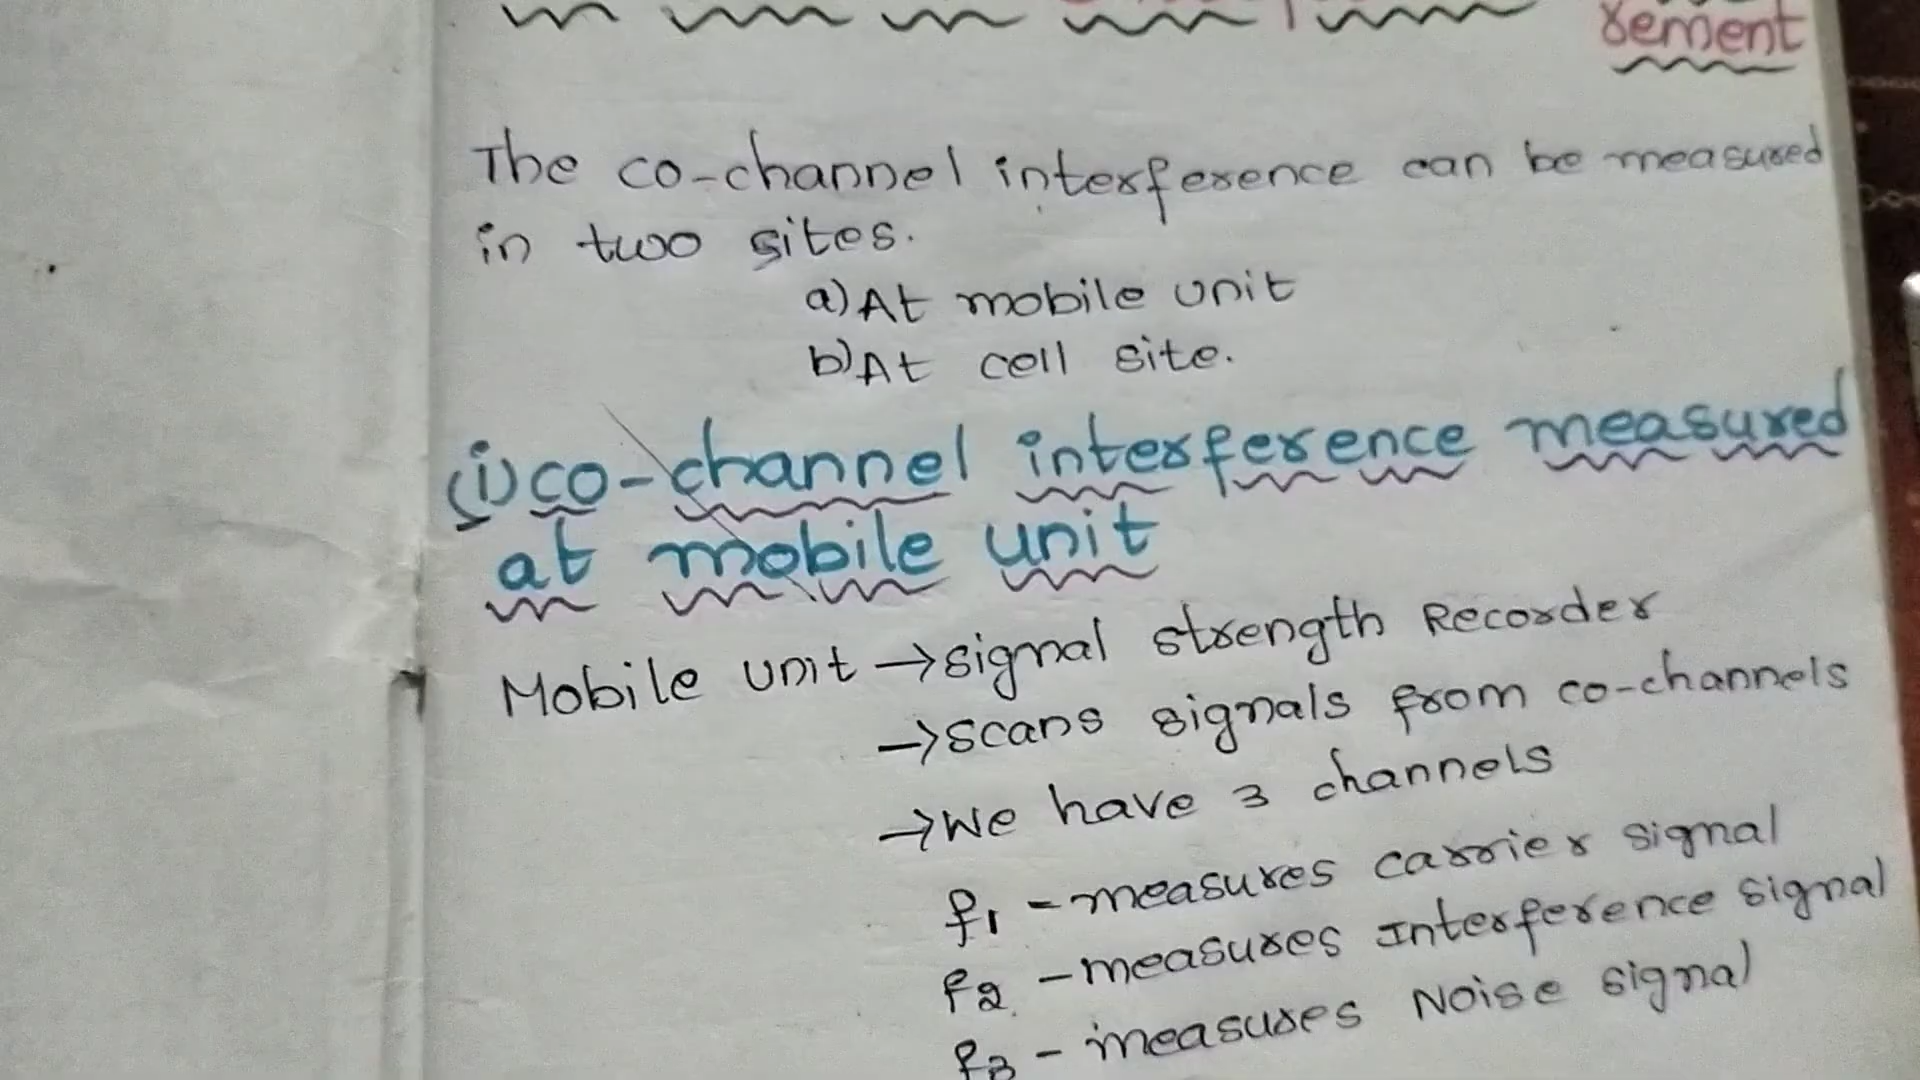 rement
The co-channel interference can be measured
in two sites.
a) At mobile unit
b) At cell site.
(i) co-channel interference measured
at mobile unit
Mobile unit → signal strength Recorder
→ scans signals from co-channels
→ We have 3 channels
f1 - measures carrier signal
f2 - measures Interference signal
f3 - measures Noise signal